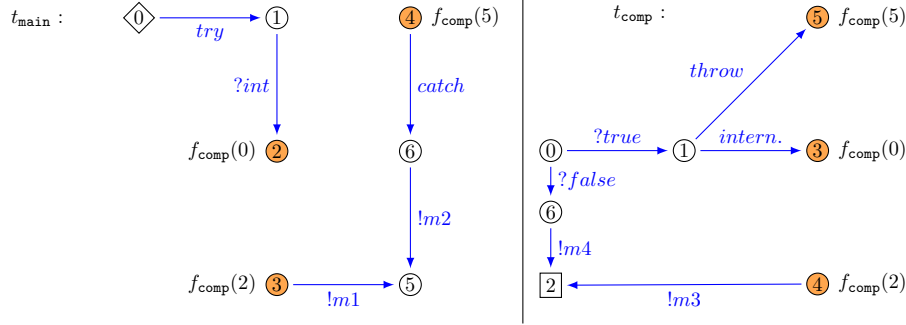 t_main :
0
try
1
4
f_comp(5)
?int
catch
f_comp(0)
2
6
!m2
f_comp(2)
3
!m1
5
t_comp :
5
f_comp(5)
throw
0
?true
1
intern.
3
f_comp(0)
?false
6
!m4
2
!m3
4
f_comp(2)